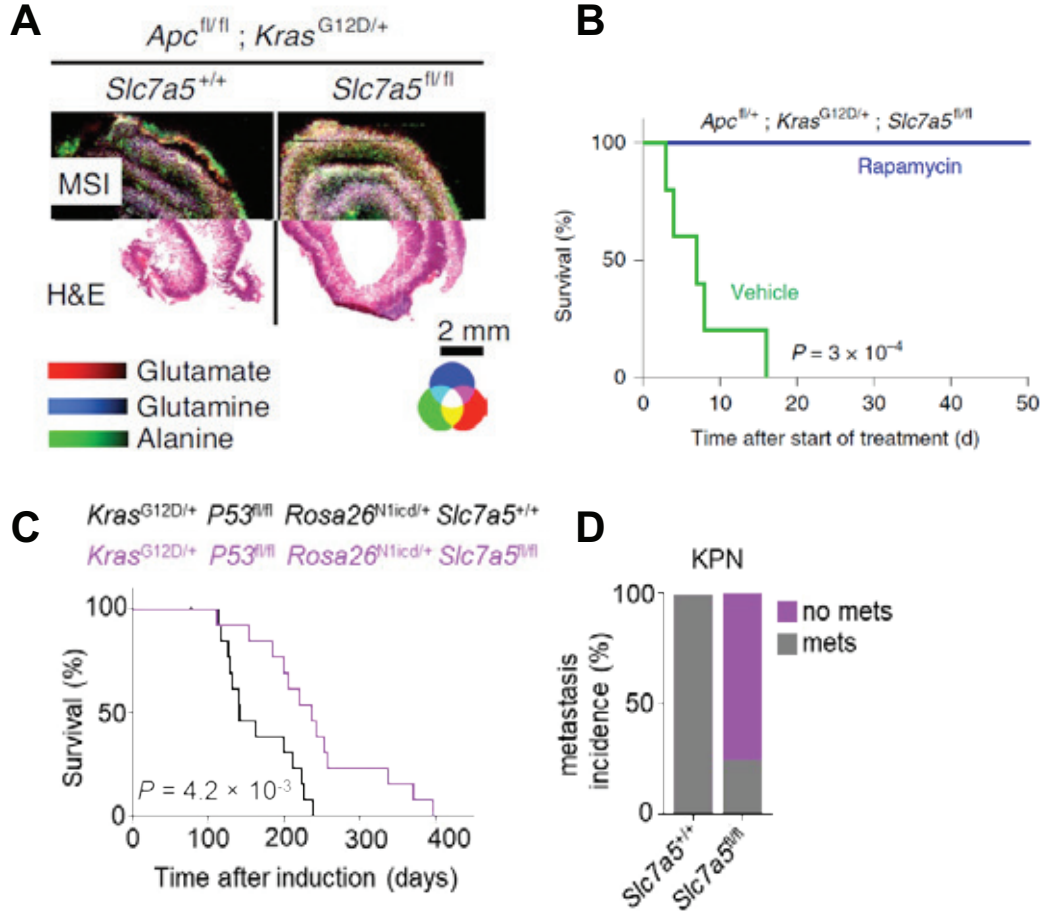 A
Apc^fl/fl ; Kras^G12D/+
Slc7a5^+/+ Slc7a5^fl/fl
MSI
H&E
2 mm
Glutamate
Glutamine
Alanine
B
Apc^fl/+ ; Kras^G12D/+ ; Slc7a5^fl/fl
Survival (%)
100
50
0
Rapamycin
Vehicle
P = 3 × 10^–4
0 10 20 30 40 50
Time after start of treatment (d)
C
Kras^G12D/+ P53^fl/fl Rosa26^N1icd/+ Slc7a5^+/+
Kras^G12D/+ P53^fl/fl Rosa26^N1icd/+ Slc7a5^fl/fl
Survival (%)
100
50
0
P = 4.2 × 10^-3
0 100 200 300 400
Time after induction (days)
D
KPN
metastasis
incidence (%)
100
50
0
no mets
mets
Slc7a5^+/+
Slc7a5^fl/fl